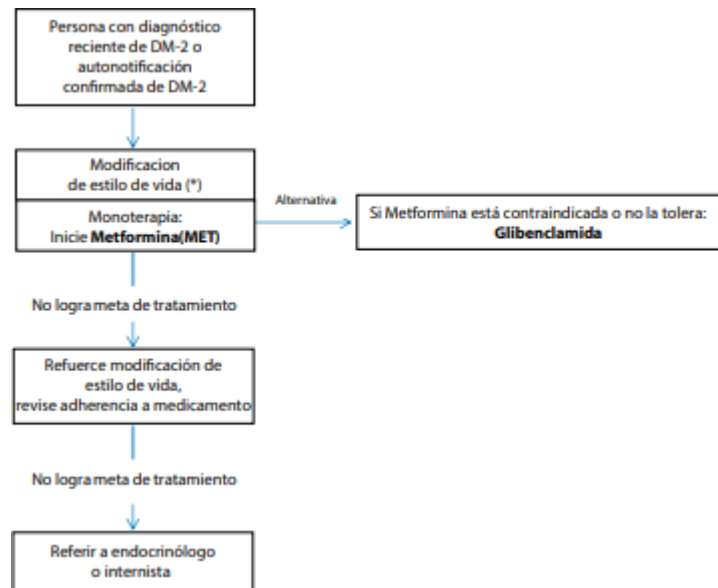 Persona con diagnóstico
reciente de DM-2 o
autonotificación
confirmada de DM-2
Modificacion
de estilo de vida (*)
Monoterapia:
Inicie Metformina(MET)
Alternativa
Si Metformina está contraindicada o no la tolera:
Glibenclamida
No logra meta de tratamiento
Refuerce modificación de
estilo de vida,
revise adherencia a medicamento
No logra meta de tratamiento
Referir a endocrinólogo
o internista